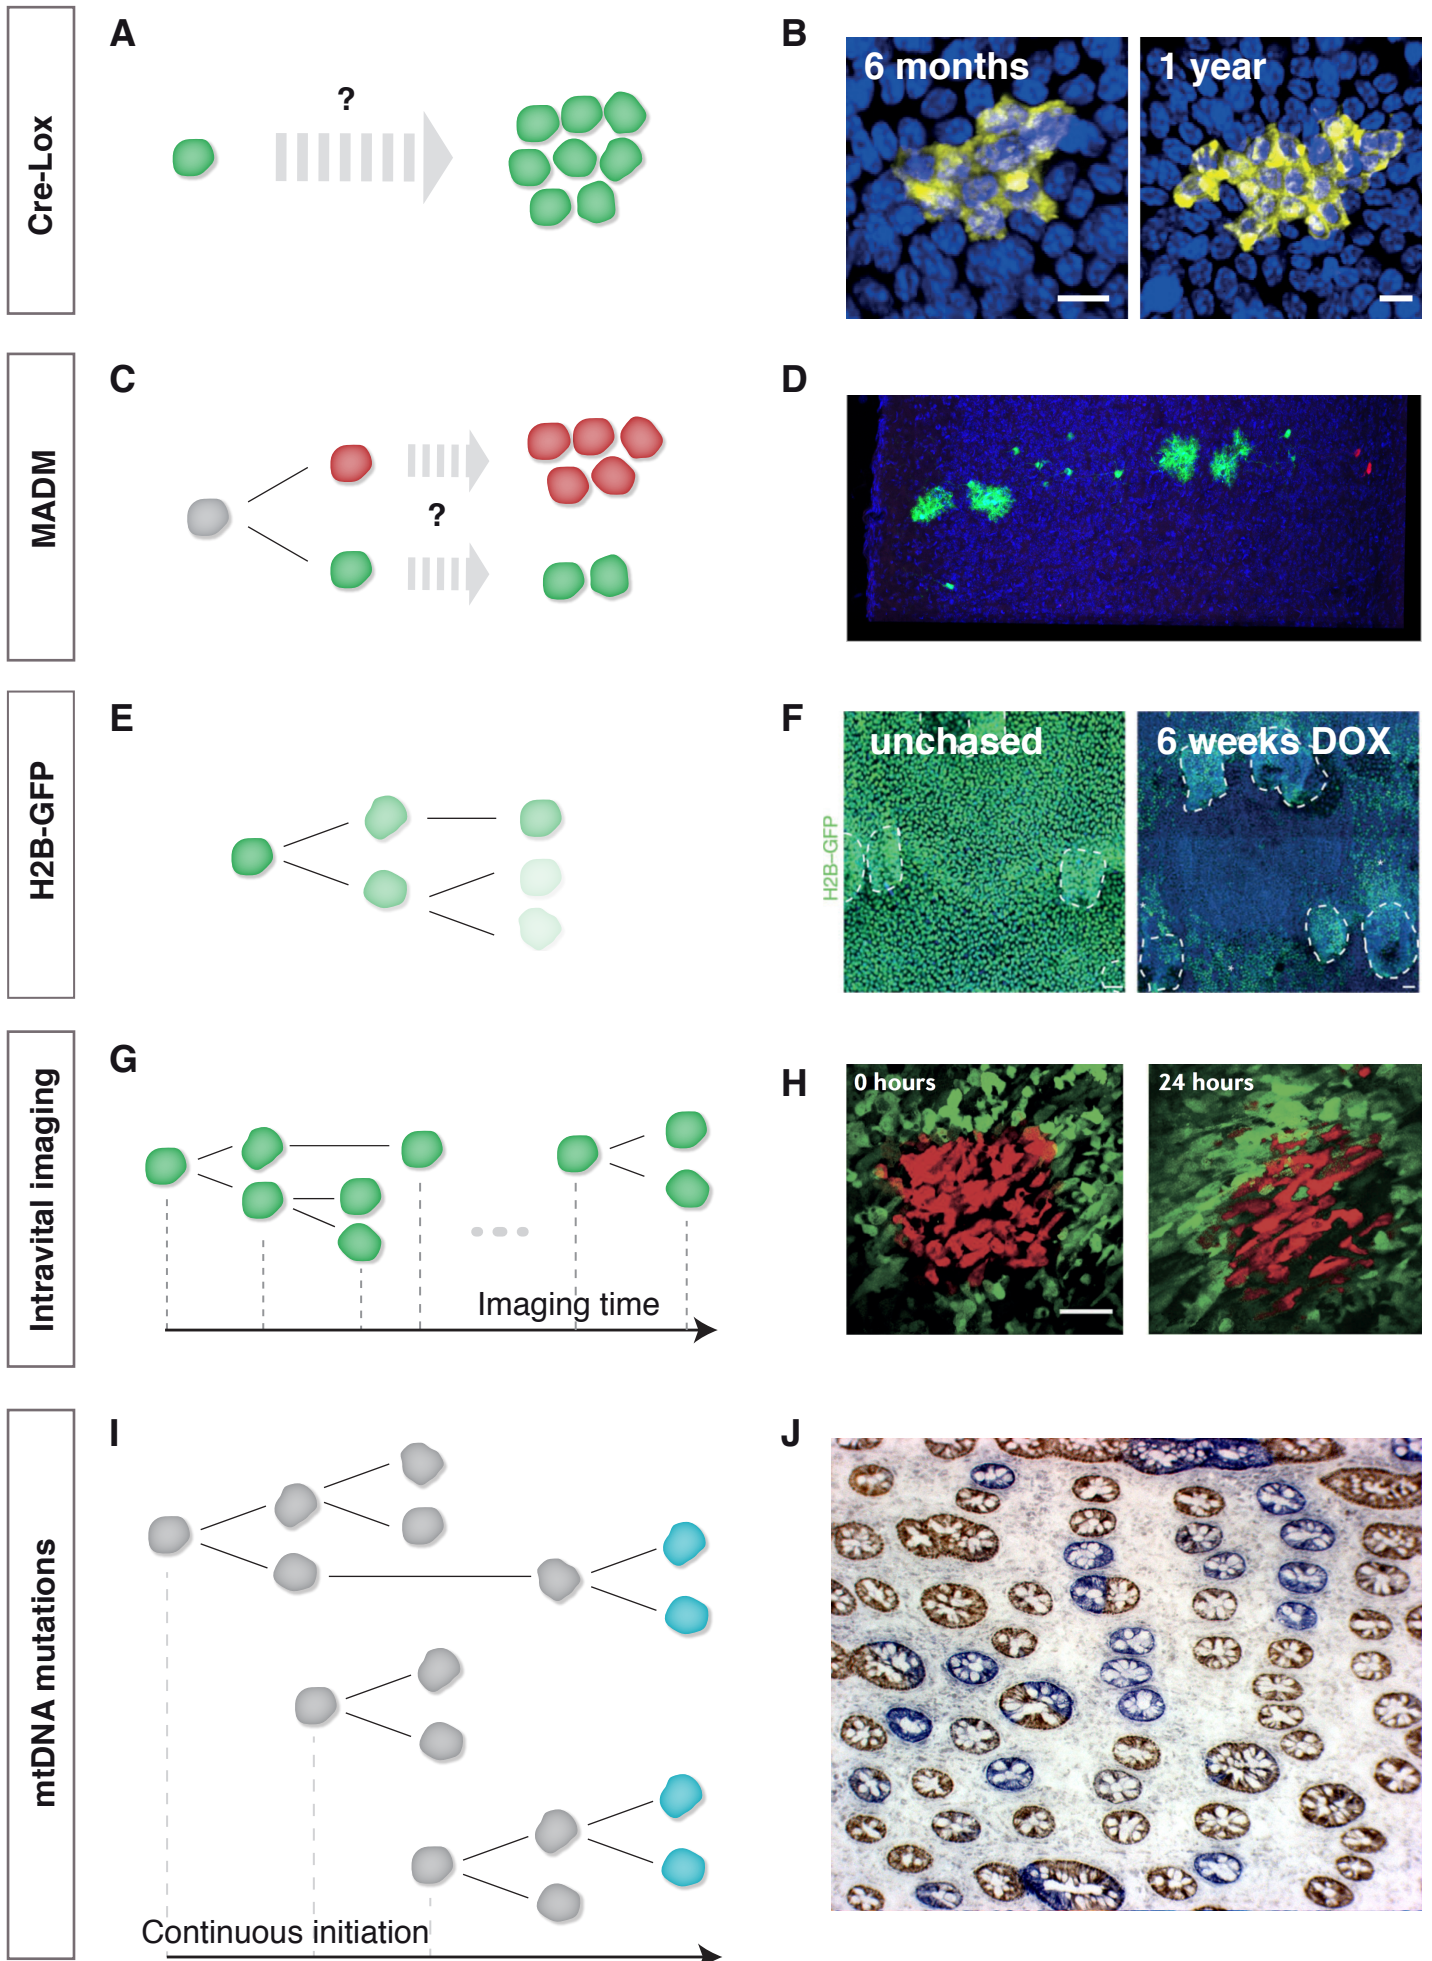 Cre-Lox
A
?
B
6 months
1 year
MADM
C
?
D
H2B-GFP
E
F
unchased
6 weeks DOX
H2B–GFP
Intravital imaging
G
Imaging time
H
0 hours
24 hours
mtDNA mutations
I
Continuous initiation
J